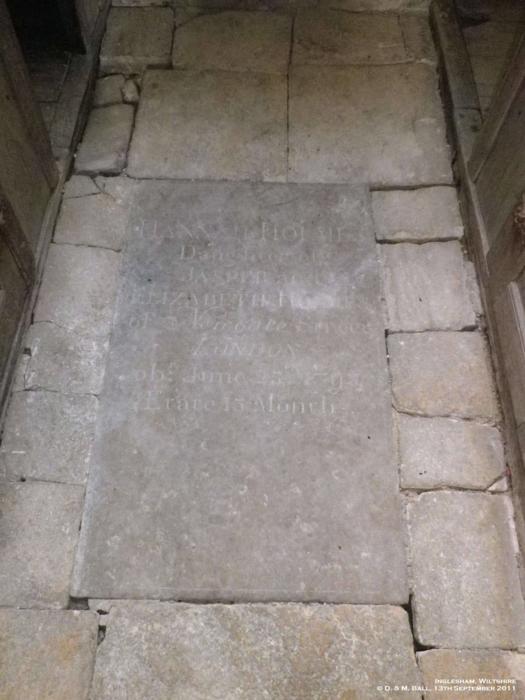 HANNAH HOLMES
Daughter of
JASPER and
ELIZABETH HOLMES
of Newgate Street
LONDON
ob.t June
Ætate 15 Months
INGLESHAM, WILTSHIRE
© D. & M. BALL, 13TH SEPTEMBER 2011